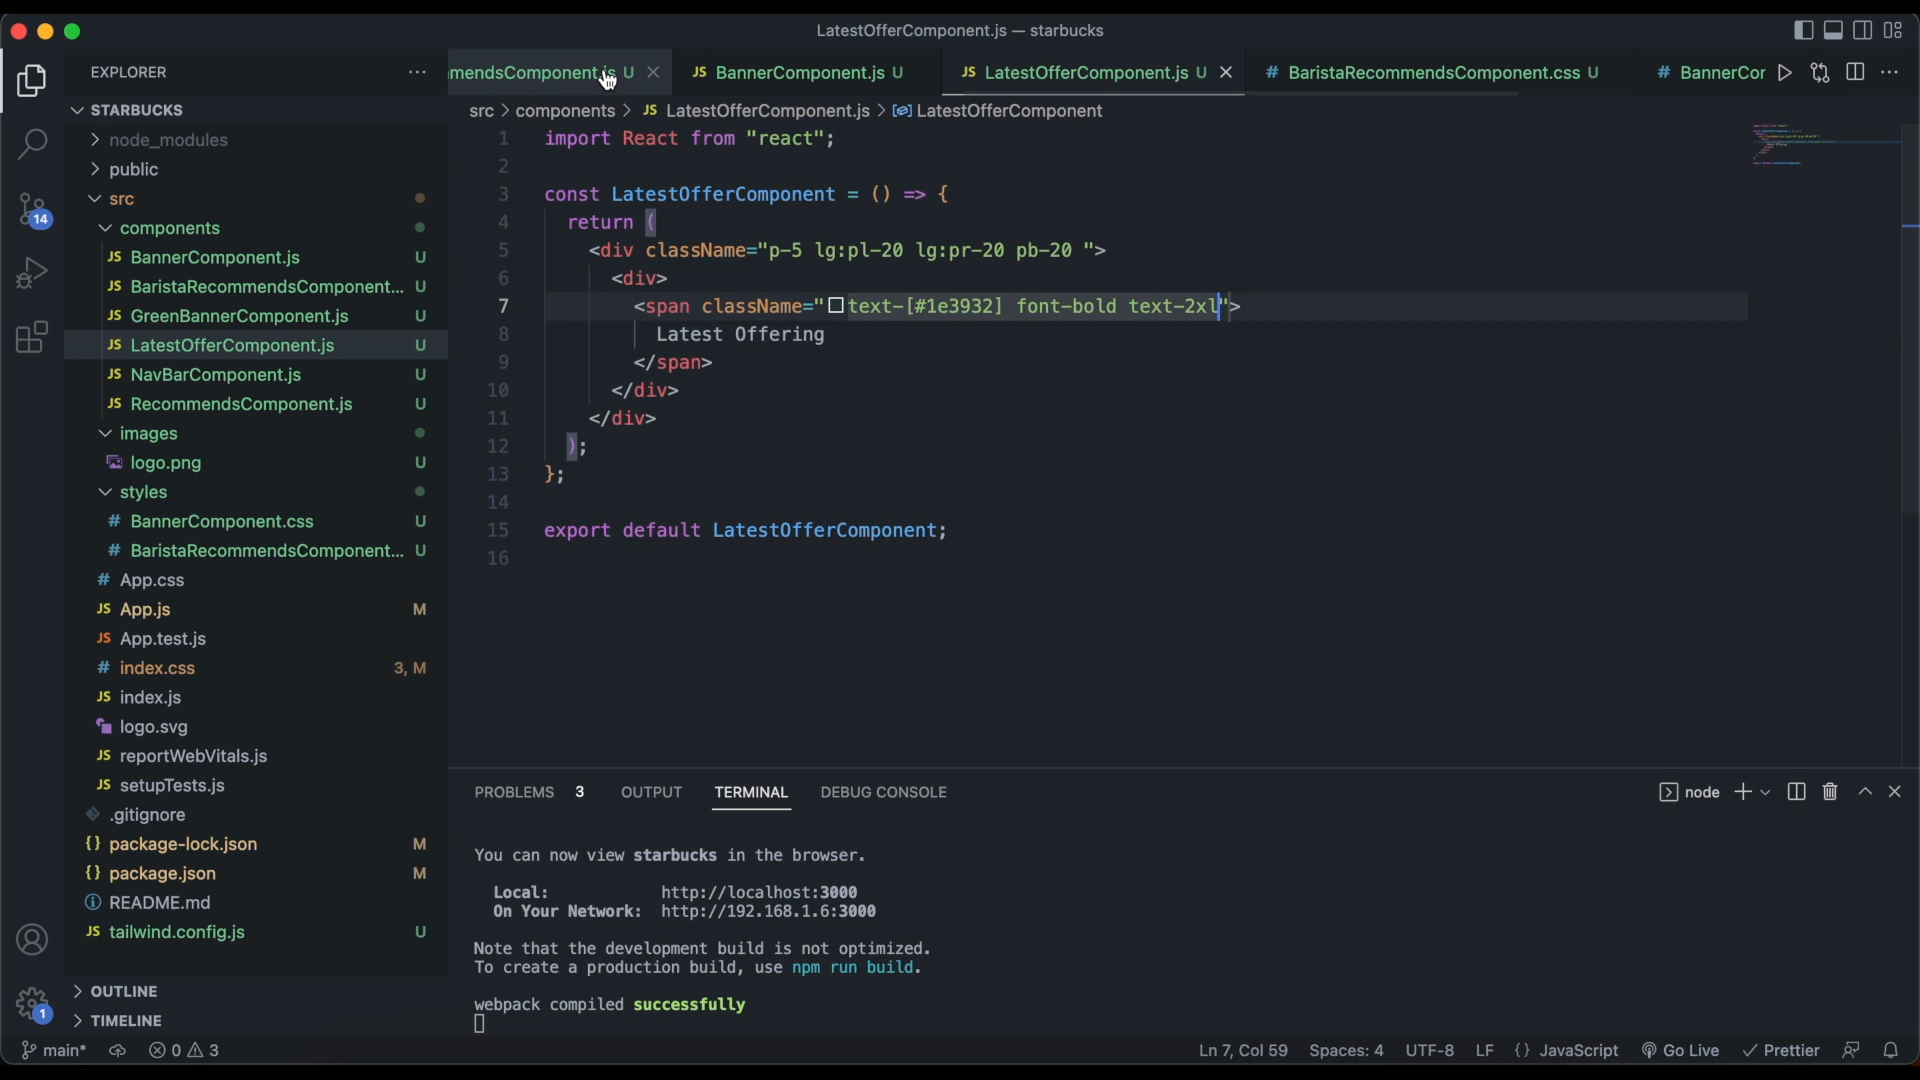 LatestOfferComponent.js — starbucks
EXPLORER
mendsComponent.js U
JS BannerComponent.js U
JS LatestOfferComponent.js U
# BaristaRecommendsComponent.css U
# BannerCor
STARBUCKS
src > components > JS LatestOfferComponent.js > LatestOfferComponent
node_modules
public
src
components
JS BannerComponent.js U
JS BaristaRecommendsComponent... U
JS GreenBannerComponent.js U
JS LatestOfferComponent.js U
JS NavBarComponent.js U
JS RecommendsComponent.js U
images
logo.png U
styles
# BannerComponent.css U
# BaristaRecommendsComponent... U
# App.css
JS App.js M
JS App.test.js
# index.css 3, M
JS index.js
logo.svg
JS reportWebVitals.js
JS setupTests.js
.gitignore
{} package-lock.json M
{} package.json M
README.md
JS tailwind.config.js U
OUTLINE
TIMELINE
14
1
1 import React from "react";
2
3 const LatestOfferComponent = () => {
4 return (
5 <div className="p-5 lg:pl-20 lg:pr-20 pb-20 ">
6 <div>
7 <span className="text-[#1e3932] font-bold text-2xl">
8 Latest Offering
9 </span>
10 </div>
11 </div>
12 );
13 };
14
15 export default LatestOfferComponent;
16
PROBLEMS 3 OUTPUT TERMINAL DEBUG CONSOLE
node
You can now view starbucks in the browser.
Local: http://localhost:3000
On Your Network: http://192.168.1.6:3000
Note that the development build is not optimized.
To create a production build, use npm run build.
webpack compiled successfully
main* 0 3
Ln 7, Col 59 Spaces: 4 UTF-8 LF {} JavaScript Go Live Prettier